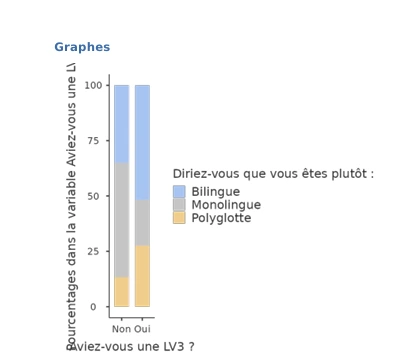 Graphes
Pourcentages dans la variable Aviez-vous une LV
100
75
50
25
0
Non Oui
Aviez-vous une LV3 ?
Diriez-vous que vous êtes plutôt :
Bilingue
Monolingue
Polyglotte